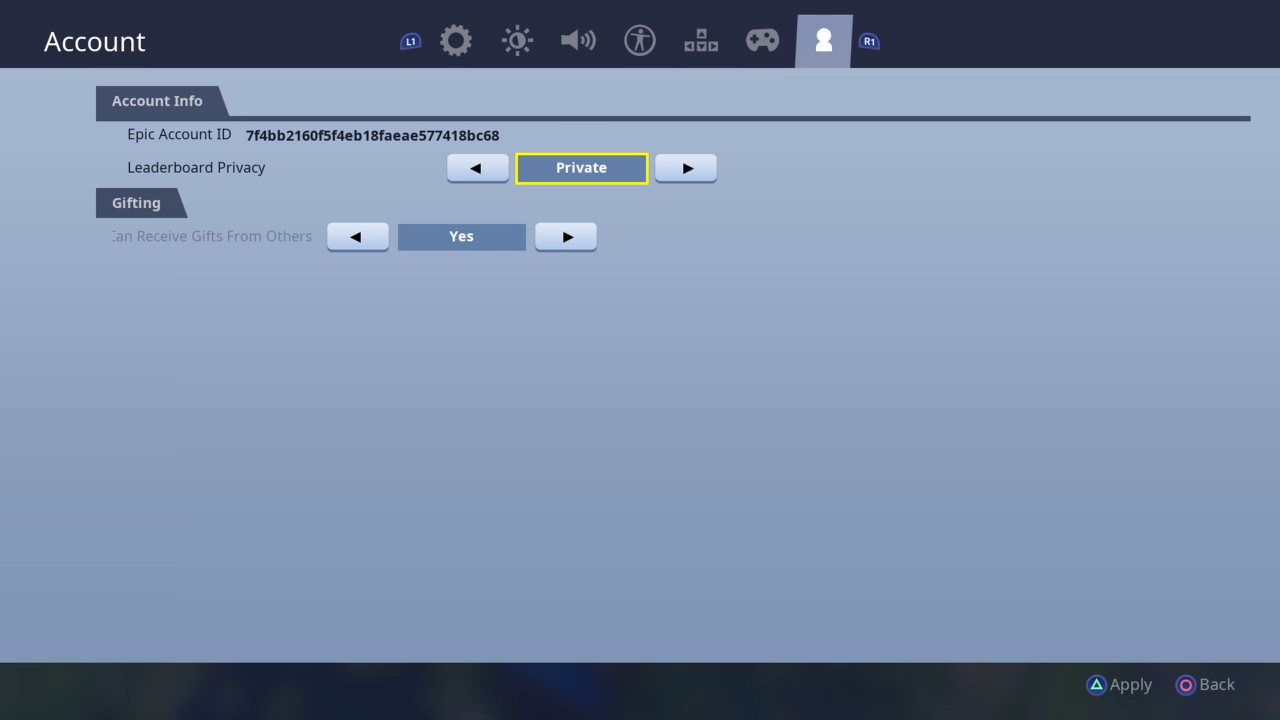 Account
L1
R1
Account Info
Epic Account ID 7f4bb2160f5f4eb18faeae577418bc68
Leaderboard Privacy Private
Gifting
Can Receive Gifts From Others Yes
Apply Back